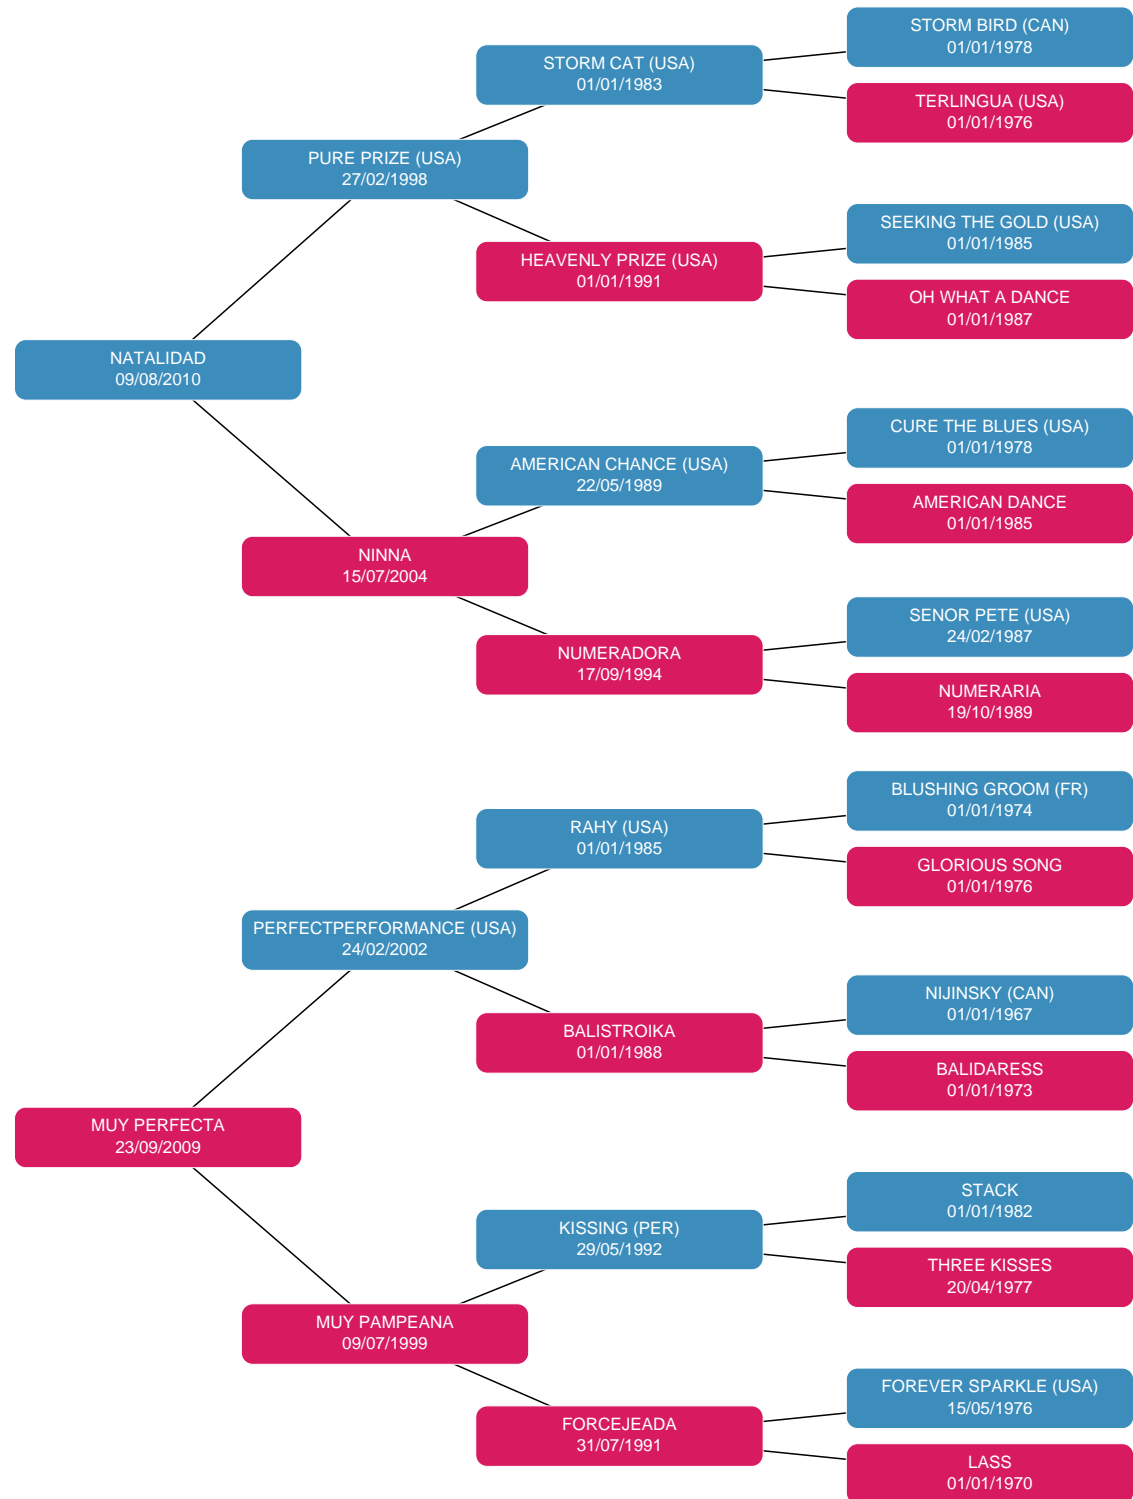 STORM BIRD (CAN)
01/01/1978
STORM CAT (USA)
01/01/1983
TERLINGUA (USA)
01/01/1976
PURE PRIZE (USA)
27/02/1998
SEEKING THE GOLD (USA)
01/01/1985
HEAVENLY PRIZE (USA)
01/01/1991
OH WHAT A DANCE
01/01/1987
NATALIDAD
09/08/2010
CURE THE BLUES (USA)
01/01/1978
AMERICAN CHANCE (USA)
22/05/1989
AMERICAN DANCE
01/01/1985
NINNA
15/07/2004
SENOR PETE (USA)
24/02/1987
NUMERADORA
17/09/1994
NUMERARIA
19/10/1989
BLUSHING GROOM (FR)
01/01/1974
RAHY (USA)
01/01/1985
GLORIOUS SONG
01/01/1976
PERFECTPERFORMANCE (USA)
24/02/2002
NIJINSKY (CAN)
01/01/1967
BALISTROIKA
01/01/1988
BALIDARESS
01/01/1973
MUY PERFECTA
23/09/2009
STACK
01/01/1982
KISSING (PER)
29/05/1992
THREE KISSES
20/04/1977
MUY PAMPEANA
09/07/1999
FOREVER SPARKLE (USA)
15/05/1976
FORCEJEADA
31/07/1991
LASS
01/01/1970